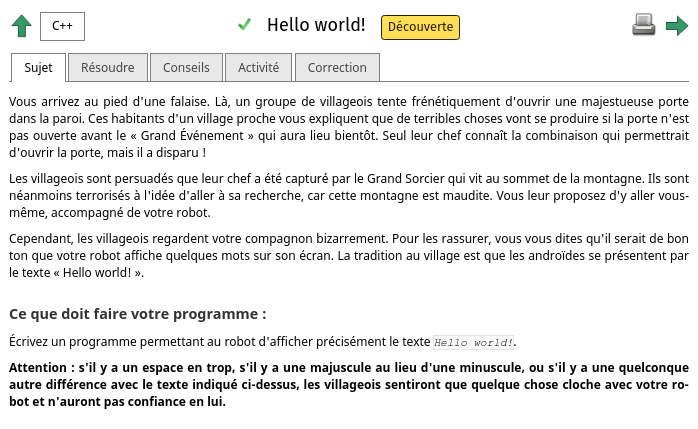 C++
Hello world!
Découverte
Sujet
Résoudre
Conseils
Activité
Correction
Vous arrivez au pied d'une falaise. Là, un groupe de villageois tente frénétiquement d'ouvrir une majestueuse porte
dans la paroi. Ces habitants d'un village proche vous expliquent que de terribles choses vont se produire si la porte n'est
pas ouverte avant le « Grand Événement » qui aura lieu bientôt. Seul leur chef connaît la combinaison qui permettrait
d'ouvrir la porte, mais il a disparu !
Les villageois sont persuadés que leur chef a été capturé par le Grand Sorcier qui vit au sommet de la montagne. Ils sont
néanmoins terrorisés à l'idée d'aller à sa recherche, car cette montagne est maudite. Vous leur proposez d'y aller vous-
même, accompagné de votre robot.
Cependant, les villageois regardent votre compagnon bizarrement. Pour les rassurer, vous vous dites qu'il serait de bon
ton que votre robot affiche quelques mots sur son écran. La tradition au village est que les androïdes se présentent par
le texte « Hello world! ».
Ce que doit faire votre programme :
Écrivez un programme permettant au robot d'afficher précisément le texte Hello world!.
Attention : s'il y a un espace en trop, s'il y a une majuscule au lieu d'une minuscule, ou s'il y a une quelconque
autre différence avec le texte indiqué ci-dessus, les villageois sentiront que quelque chose cloche avec votre ro-
bot et n'auront pas confiance en lui.